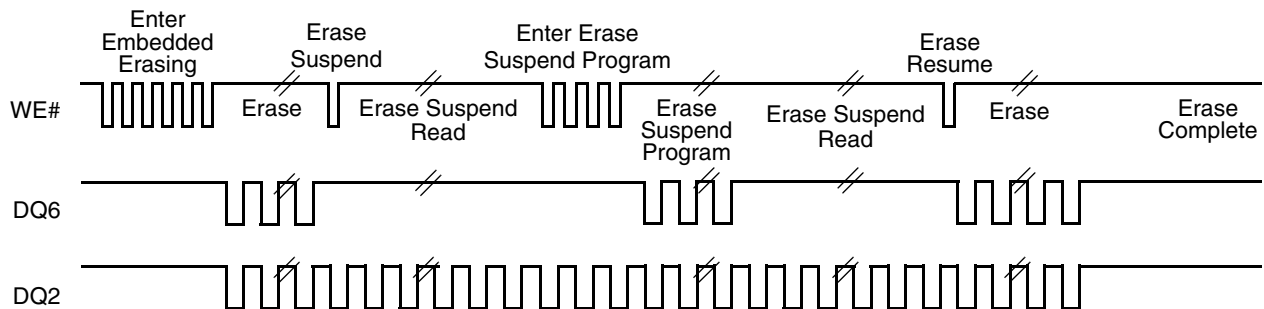 Enter
Embedded
Erasing
Erase
Suspend
Enter Erase
Suspend Program
Erase
Resume
WE#
Erase
Erase Suspend
Read
Erase
Suspend
Program
Erase Suspend
Read
Erase
Erase
Complete
DQ6
DQ2